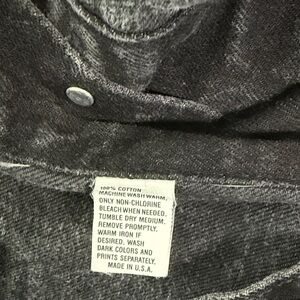 100% COTTON
MACHINE WASH WARM,
ONLY NON-CHLORINE
BLEACH WHEN NEEDED.
TUMBLE DRY MEDIUM.
REMOVE PROMPTLY.
WARM IRON IF
DESIRED. WASH
DARK COLORS AND
PRINTS SEPARATELY.
MADE IN U.S.A.